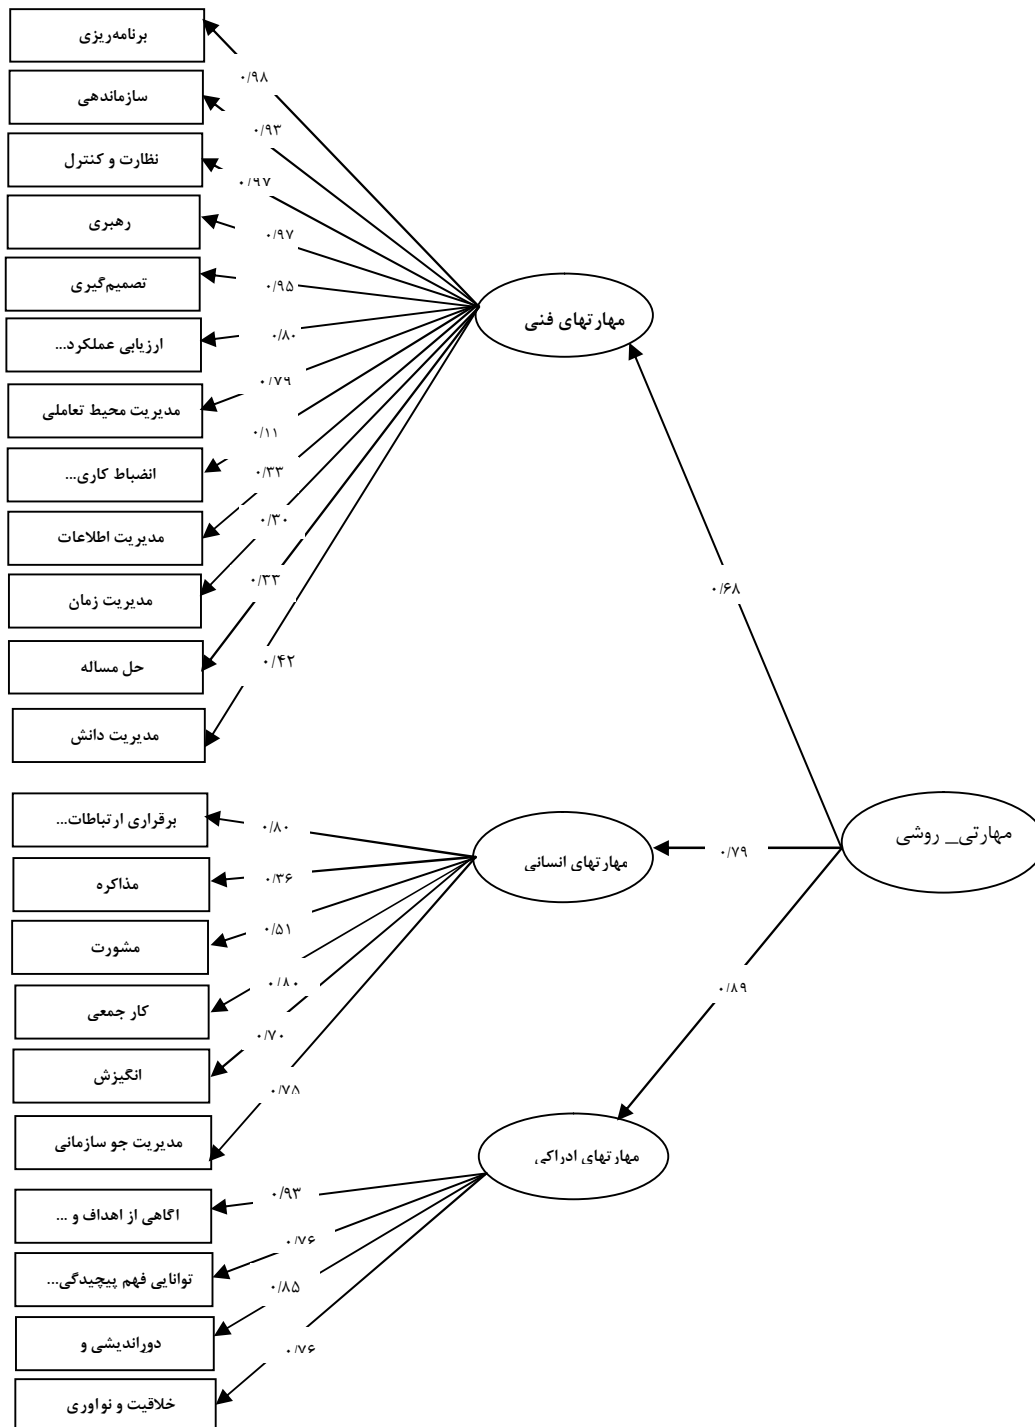 برنامه‌ریزی
۰/۹۸
سازماندهی
۰/۹۳
نظارت و کنترل
۰/۹۷
رهبری
۰/۹۷
تصمیم‌گیری
۰/۹۵
ارزیابی عملکرد...
۰/۸۰
مدیریت محیط تعاملی
۰/۷۹
انضباط کاری...
۰/۱۱
مدیریت اطلاعات
۰/۳۳
مدیریت زمان
۰/۳۰
حل مساله
۰/۳۳
مدیریت دانش
۰/۴۲
مهارتهای فنی
۰/۶۸
برقراری ارتباطات...
۰/۸۰
مذاکره
۰/۳۶
مشورت
۰/۵۱
کار جمعی
۰/۸۰
انگیزش
۰/۷۰
مدیریت جو سازمانی
۰/۷۵
مهارتهای انسانی
۰/۷۹
مهارتی_ روشی
اگاهی از اهداف و ...
۰/۹۳
توانایی فهم پیچیدگی...
۰/۷۶
دوراندیشی و
۰/۸۵
خلاقیت و نواوری
۰/۷۶
مهارتهای ادراکی
۰/۸۹